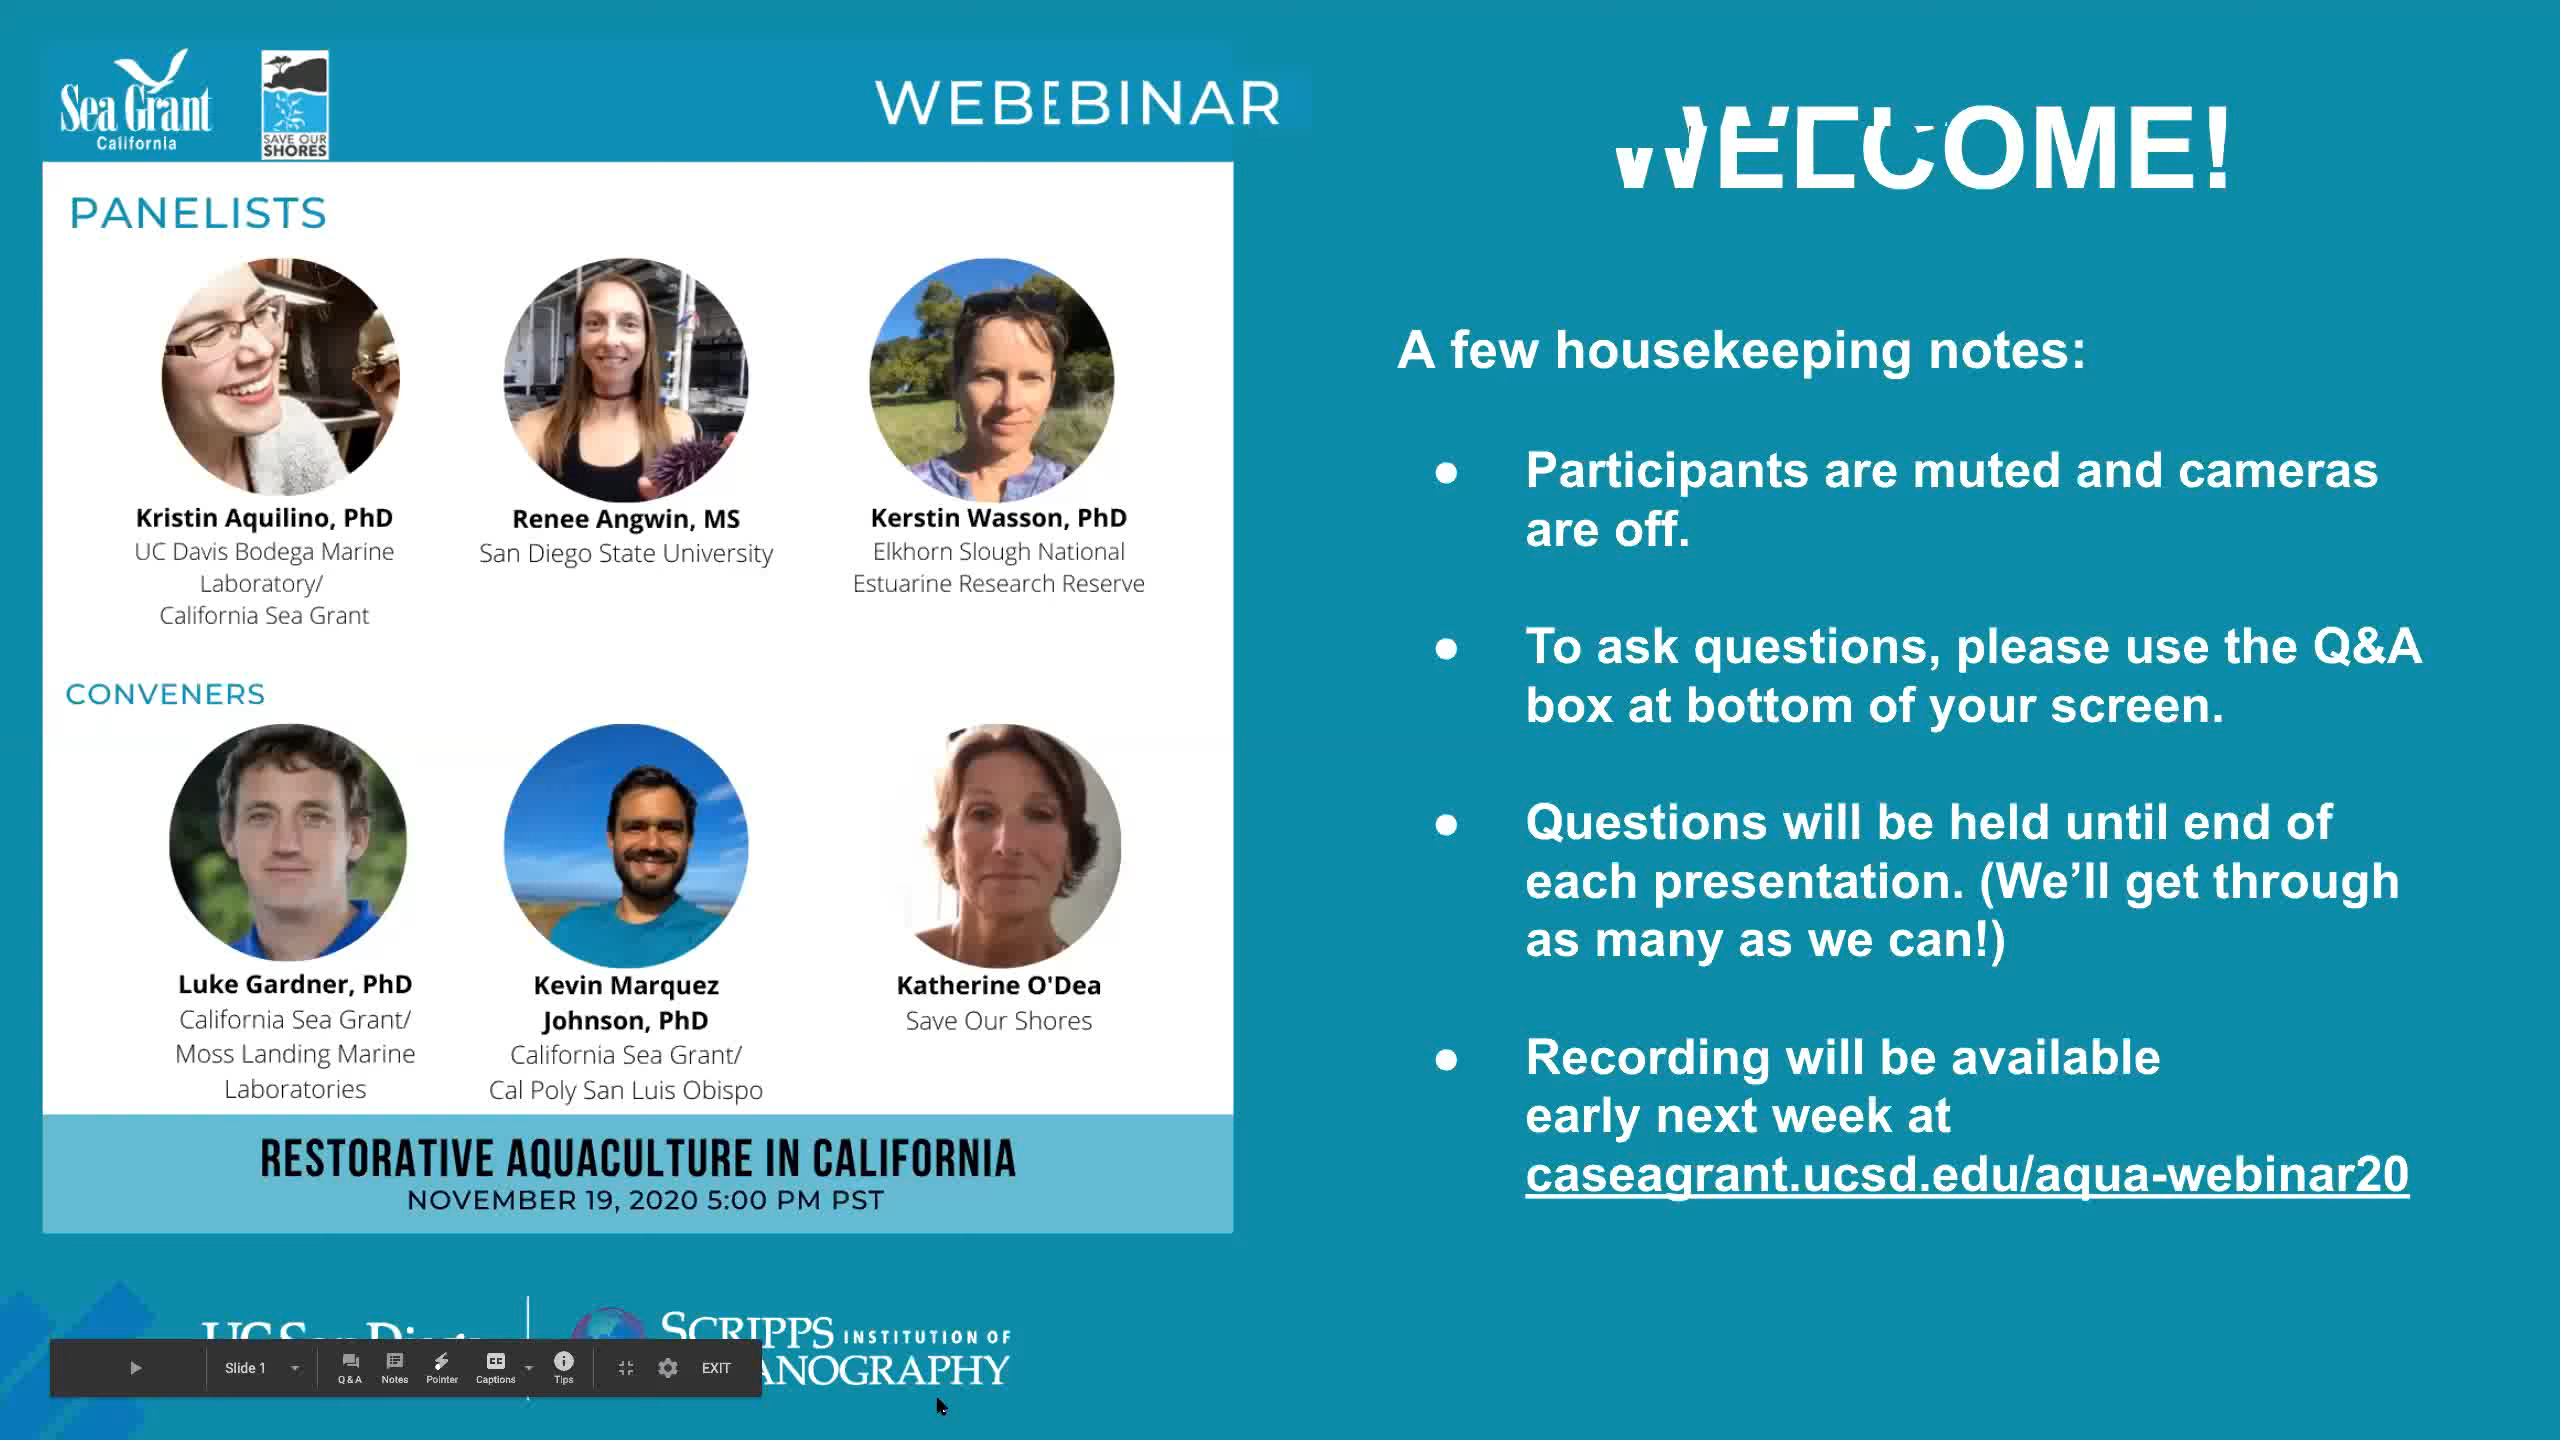 Sea Grant
California
SAVE OUR
SHORES
WEBEBINAR
PANELISTS
Kristin Aquilino, PhD
UC Davis Bodega Marine
Laboratory/
California Sea Grant
Renee Angwin, MS
San Diego State University
Kerstin Wasson, PhD
Elkhorn Slough National
Estuarine Research Reserve
CONVENERS
Luke Gardner, PhD
California Sea Grant/
Moss Landing Marine
Laboratories
Kevin Marquez
Johnson, PhD
California Sea Grant/
Cal Poly San Luis Obispo
Katherine O'Dea
Save Our Shores
RESTORATIVE AQUACULTURE IN CALIFORNIA
NOVEMBER 19, 2020 5:00 PM PST
WELCOME!
A few housekeeping notes:
● Participants are muted and cameras
are off.
● To ask questions, please use the Q&A
box at bottom of your screen.
● Questions will be held until end of
each presentation. (We’ll get through
as many as we can!)
● Recording will be available
early next week at
caseagrant.ucsd.edu/aqua-webinar20
UC San Diego
SCRIPPS INSTITUTION OF
ANOGRAPHY
Slide 1
Q&A
Notes
Pointer
CC
Captions
Tips
EXIT